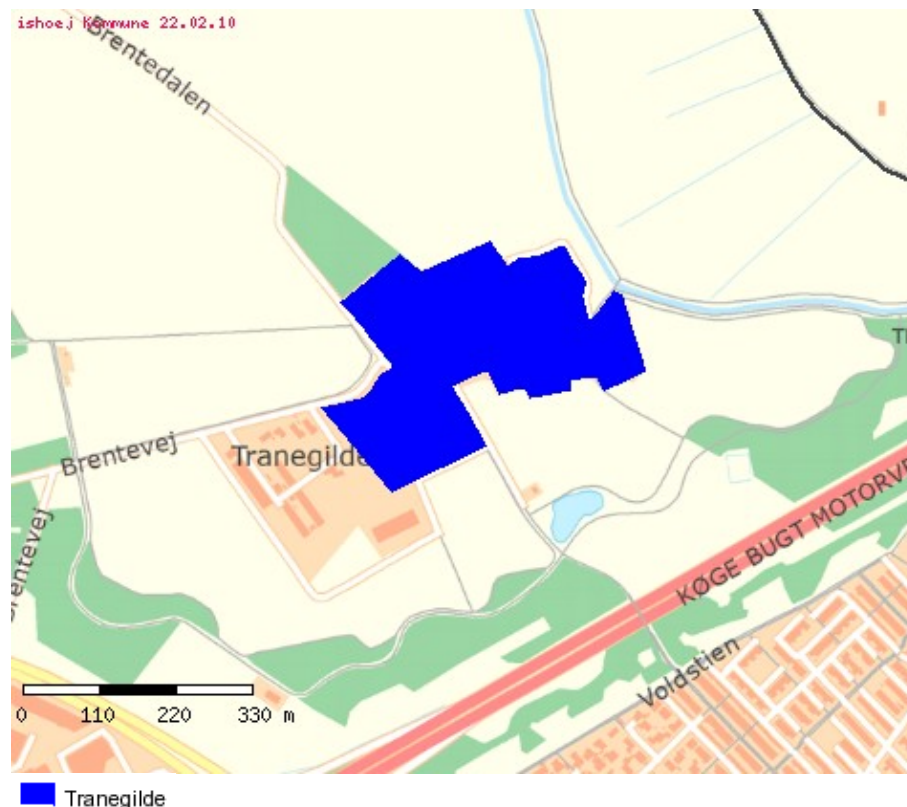 ishoej Kommune 22.02.10
Brentedalen
Tranegilde
Brentevej
Brentevej
KØGE BUGT MOTORVE
Voldstien
0 110 220 330 m
Tranegilde